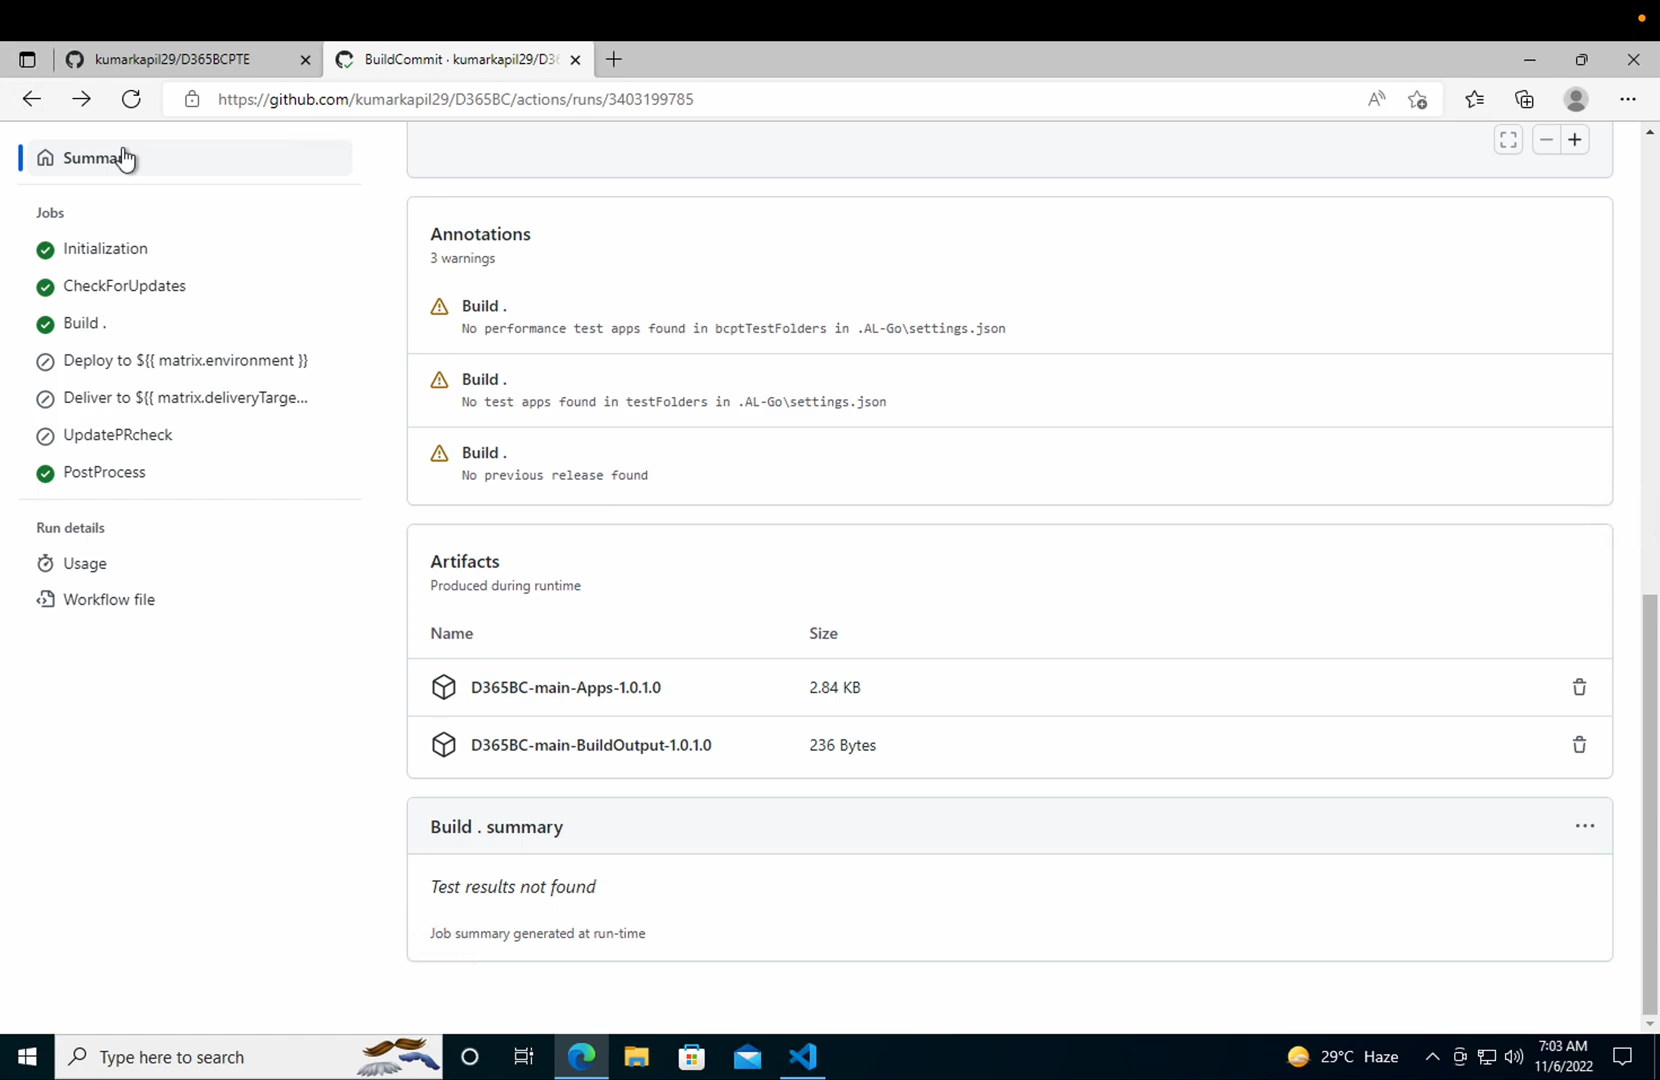 kumarkapil29/D365BCPTE
BuildCommit · kumarkapil29/D36
https://github.com/kumarkapil29/D365BC/actions/runs/3403199785
Summary
Jobs
Initialization
CheckForUpdates
Build .
Deploy to ${{ matrix.environment }}
Deliver to ${{ matrix.deliveryTarge...
UpdatePRcheck
PostProcess
Run details
Usage
Workflow file
Annotations
3 warnings
Build .
No performance test apps found in bcptTestFolders in .AL-Go\settings.json
Build .
No test apps found in testFolders in .AL-Go\settings.json
Build .
No previous release found
Artifacts
Produced during runtime
Name Size
D365BC-main-Apps-1.0.1.0 2.84 KB
D365BC-main-BuildOutput-1.0.1.0 236 Bytes
Build . summary
Test results not found
Job summary generated at run-time
Type here to search
29°C Haze
7:03 AM
11/6/2022